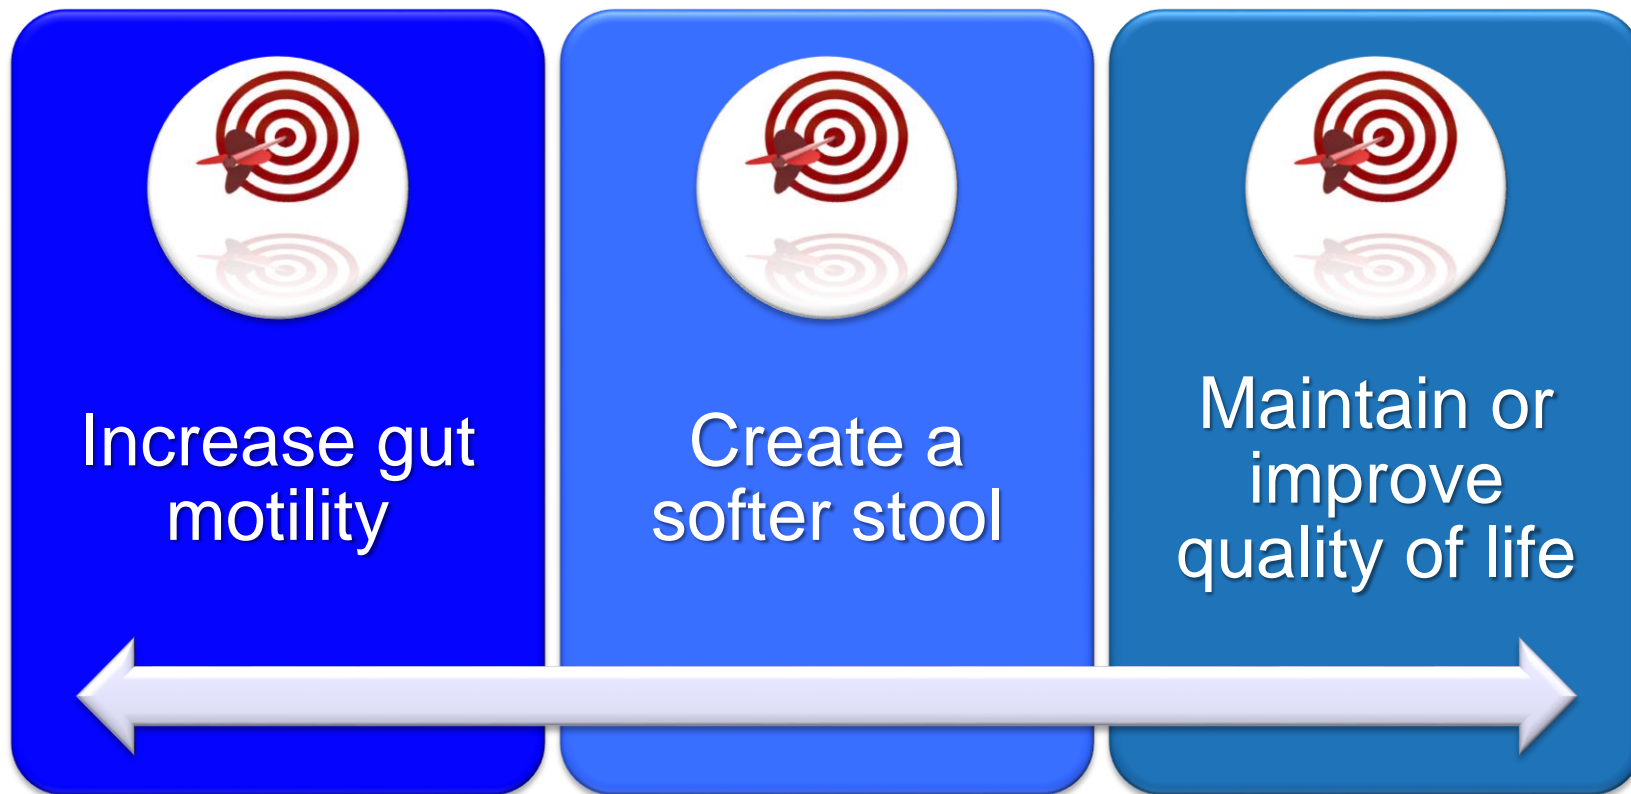 Increase gut
motility
Create a
softer stool
Maintain or
improve
quality of life